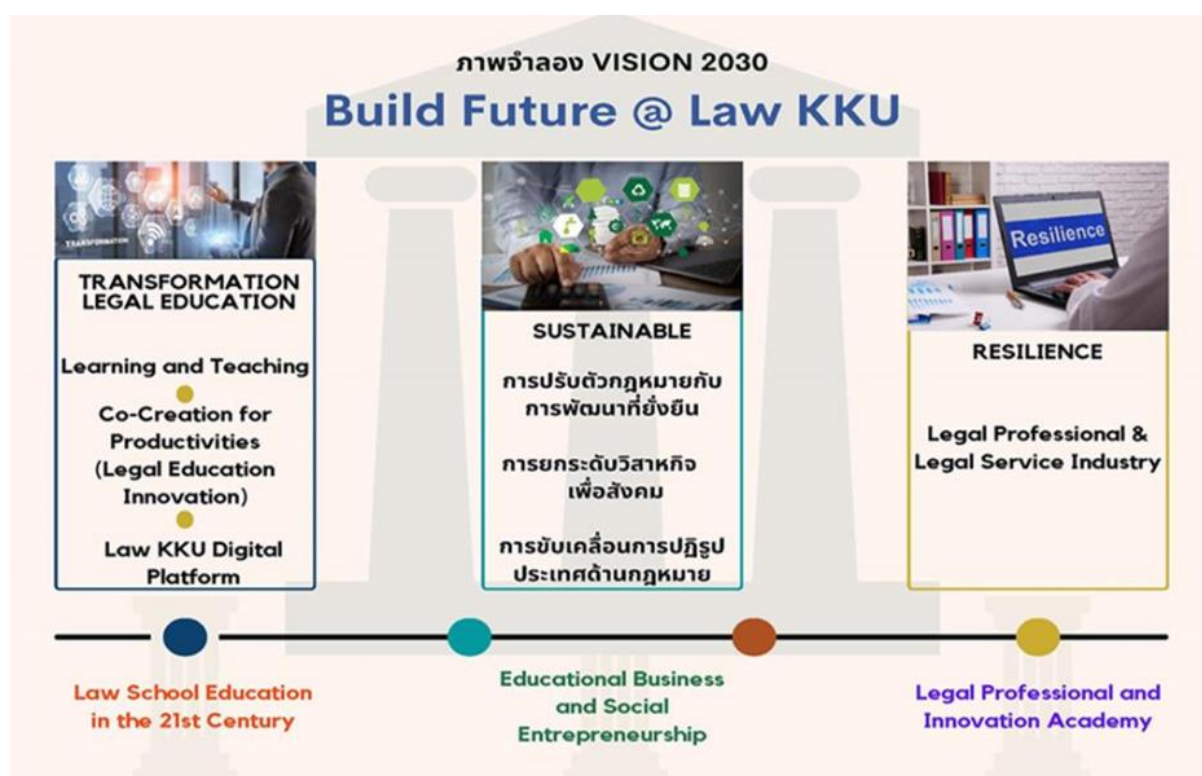 ภาพจำลอง VISION 2030
Build Future @ Law KKU
TRANSFORMATION
TRANSFORMATION
LEGAL EDUCATION
Learning and Teaching
Co-Creation for
Productivities
(Legal Education
Innovation)
Law KKU Digital
Platform
SUSTAINABLE
การปรับตัวกฎหมายกับ
การพัฒนาที่ยั่งยืน
การยกระดับวิสาหกิจ
เพื่อสังคม
การขับเคลื่อนการปฏิรูป
ประเทศด้านกฎหมาย
Resilience
RESILIENCE
Legal Professional &
Legal Service Industry
Law School Education
in the 21st Century
Educational Business
and Social
Entrepreneurship
Legal Professional and
Innovation Academy